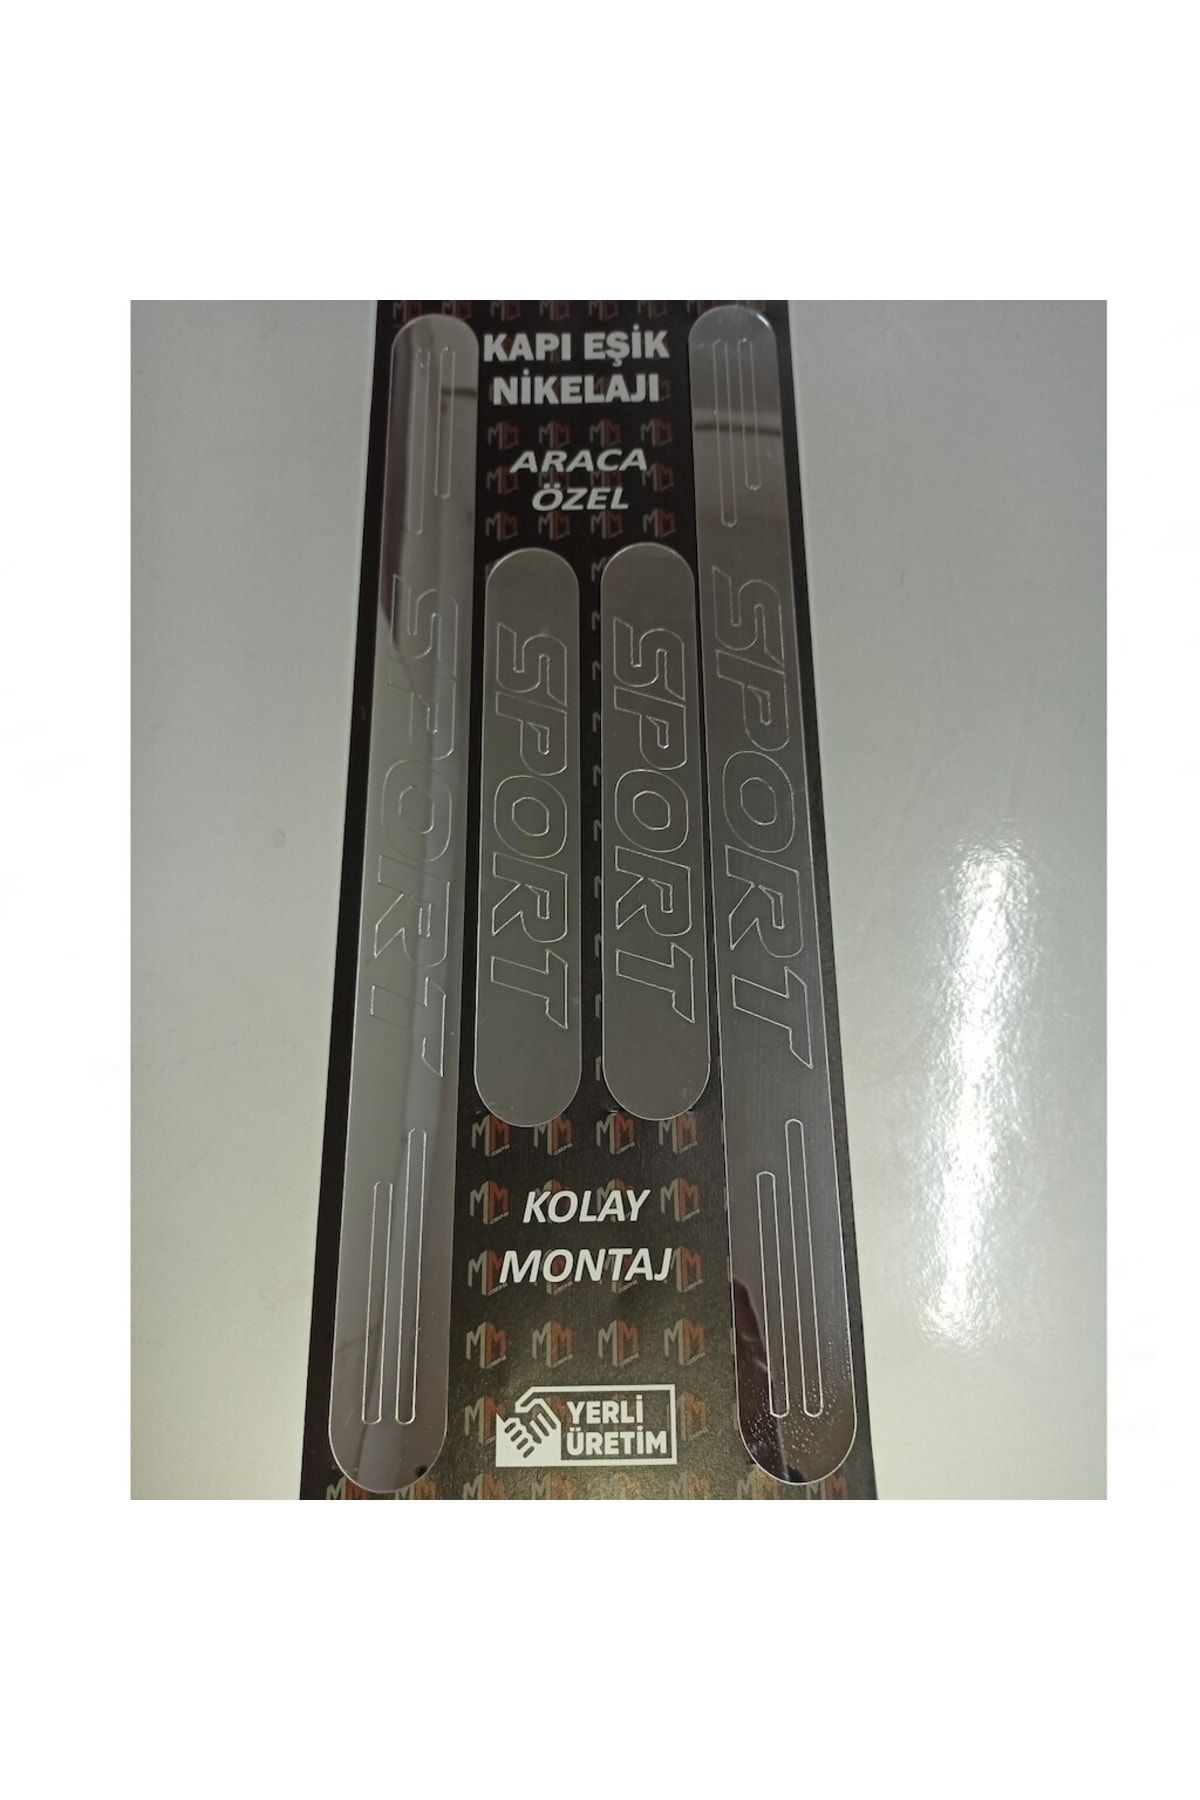 KAPI EŞİK
NİKELAJI
ARACA
ÖZEL
SPORT
SPORT
SPORT
SPORT
KOLAY
MONTAJ
YERLİ
ÜRETİM